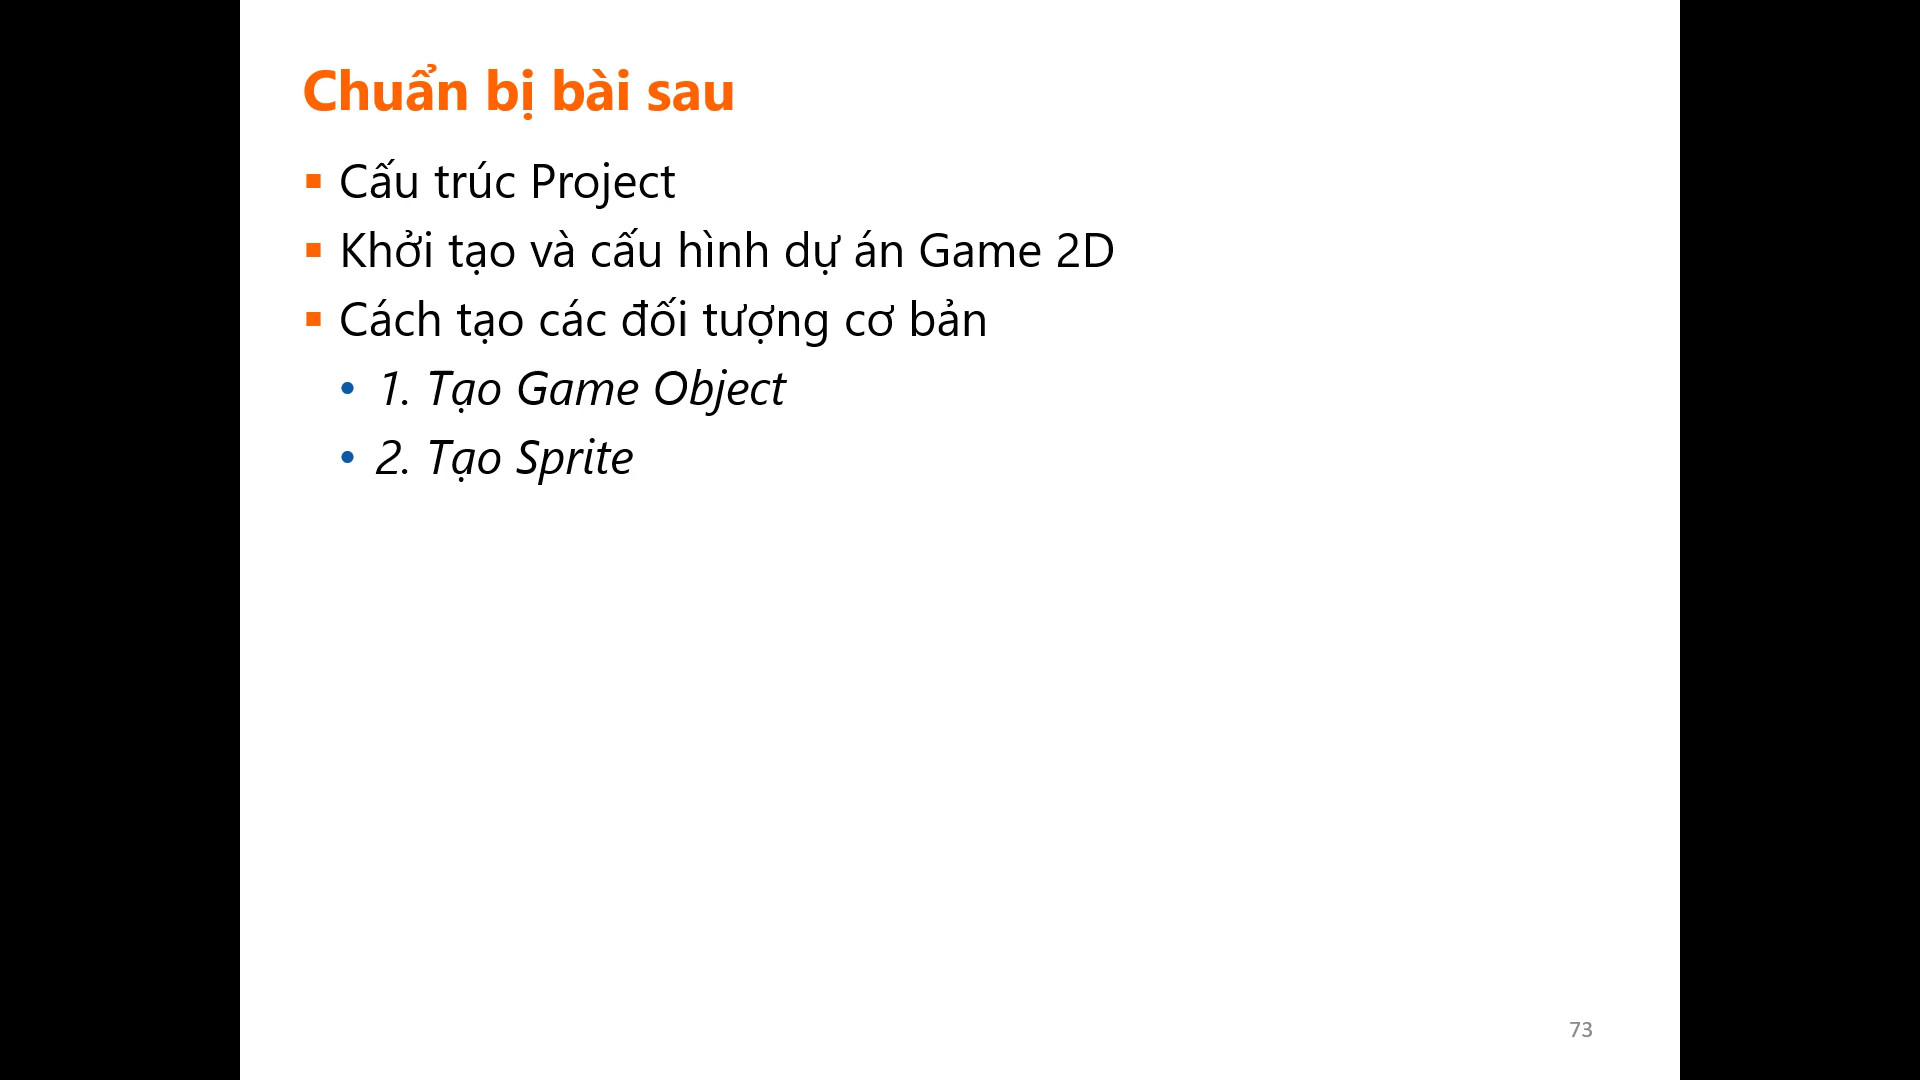 Chuẩn bị bài sau
▪ Cấu trúc Project
▪ Khởi tạo và cấu hình dự án Game 2D
▪ Cách tạo các đối tượng cơ bản
• 1. Tạo Game Object
• 2. Tạo Sprite
73